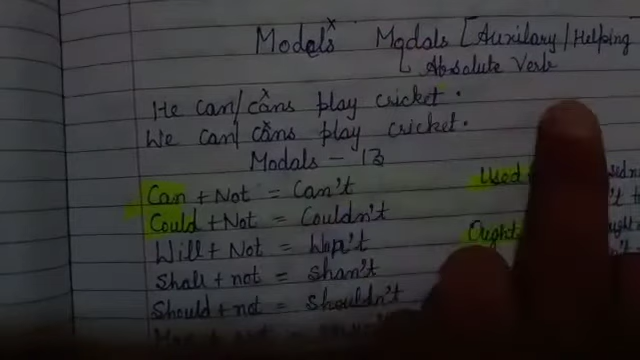 Models x Modals [Auxilary/Helping
Absolute Verb
He can/cans x play cricket.
We can/cans x play cricket.
Modals - 13
Can + Not = Can't
Used
Could + Not = Couldn't
Will + Not = Won't
Ought
Shall + not = Shan't
Should + not = Shouldn't